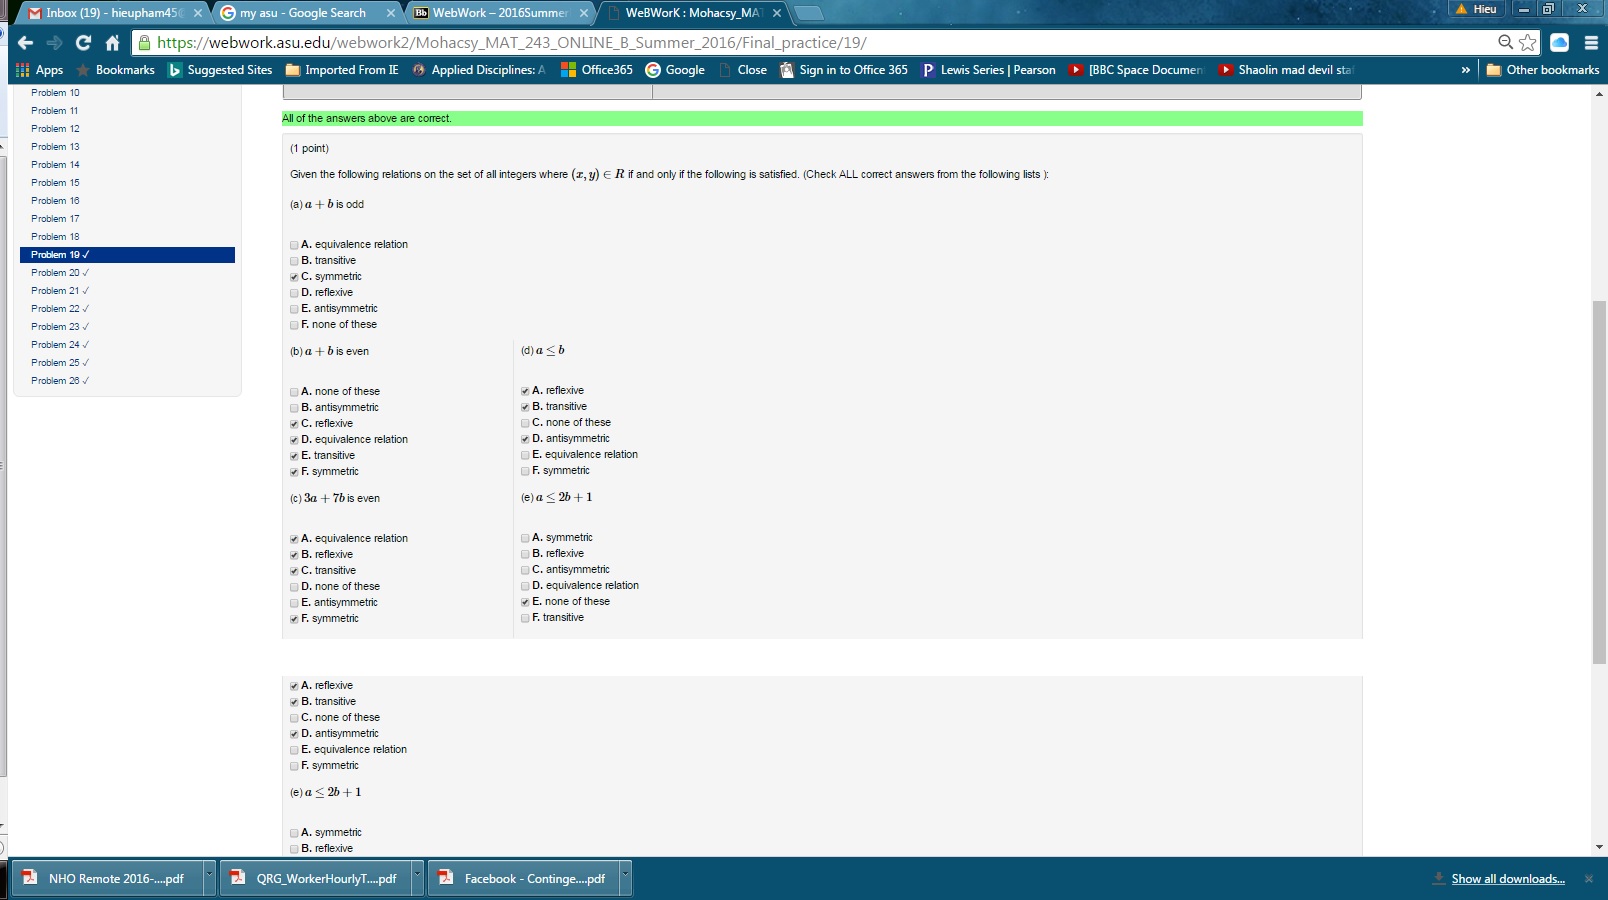 Inbox (19) - hieupham45
my asu - Google Search
Bb WebWork – 2016Summer
WeBWorK : Mohacsy_MAT
Hieu
https://webwork.asu.edu/webwork2/Mohacsy_MAT_243_ONLINE_B_Summer_2016/Final_practice/19/
Apps Bookmarks Suggested Sites Imported From IE Applied Disciplines: A Office365 Google Close Sign in to Office 365 Lewis Series | Pearson [BBC Space Documen Shaolin mad devil sta » Other bookmarks
Problem 10
Problem 11
Problem 12
Problem 13
Problem 14
Problem 15
Problem 16
Problem 17
Problem 18
Problem 19 ✓
Problem 20 ✓
Problem 21 ✓
Problem 22 ✓
Problem 23 ✓
Problem 24 ✓
Problem 25 ✓
Problem 26 ✓
All of the answers above are correct.
(1 point)
Given the following relations on the set of all integers where (x, y) ∈ R if and only if the following is satisfied. (Check ALL correct answers from the following lists ):
(a) a + b is odd
A. equivalence relation
B. transitive
C. symmetric
D. reflexive
E. antisymmetric
F. none of these
(b) a + b is even
A. none of these
B. antisymmetric
C. reflexive
D. equivalence relation
E. transitive
F. symmetric
(c) 3a + 7b is even
A. equivalence relation
B. reflexive
C. transitive
D. none of these
E. antisymmetric
F. symmetric
(d) a ≤ b
A. reflexive
B. transitive
C. none of these
D. antisymmetric
E. equivalence relation
F. symmetric
(e) a ≤ 2b + 1
A. symmetric
B. reflexive
C. antisymmetric
D. equivalence relation
E. none of these
F. transitive
A. reflexive
B. transitive
C. none of these
D. antisymmetric
E. equivalence relation
F. symmetric
(e) a ≤ 2b + 1
A. symmetric
B. reflexive
NHO Remote 2016-....pdf
QRG_WorkerHourlyT....pdf
Facebook - Continge....pdf
Show all downloads...